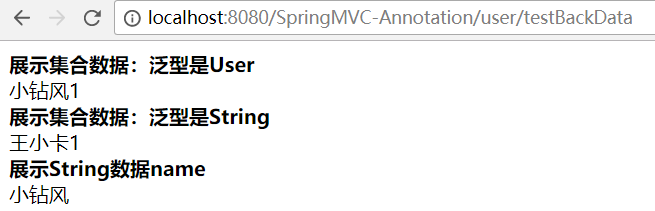 localhost:8080/SpringMVC-Annotation/user/testBackData
展示集合数据：泛型是User
小钻风1
展示集合数据：泛型是String
王小卡1
展示String数据name
小钻风